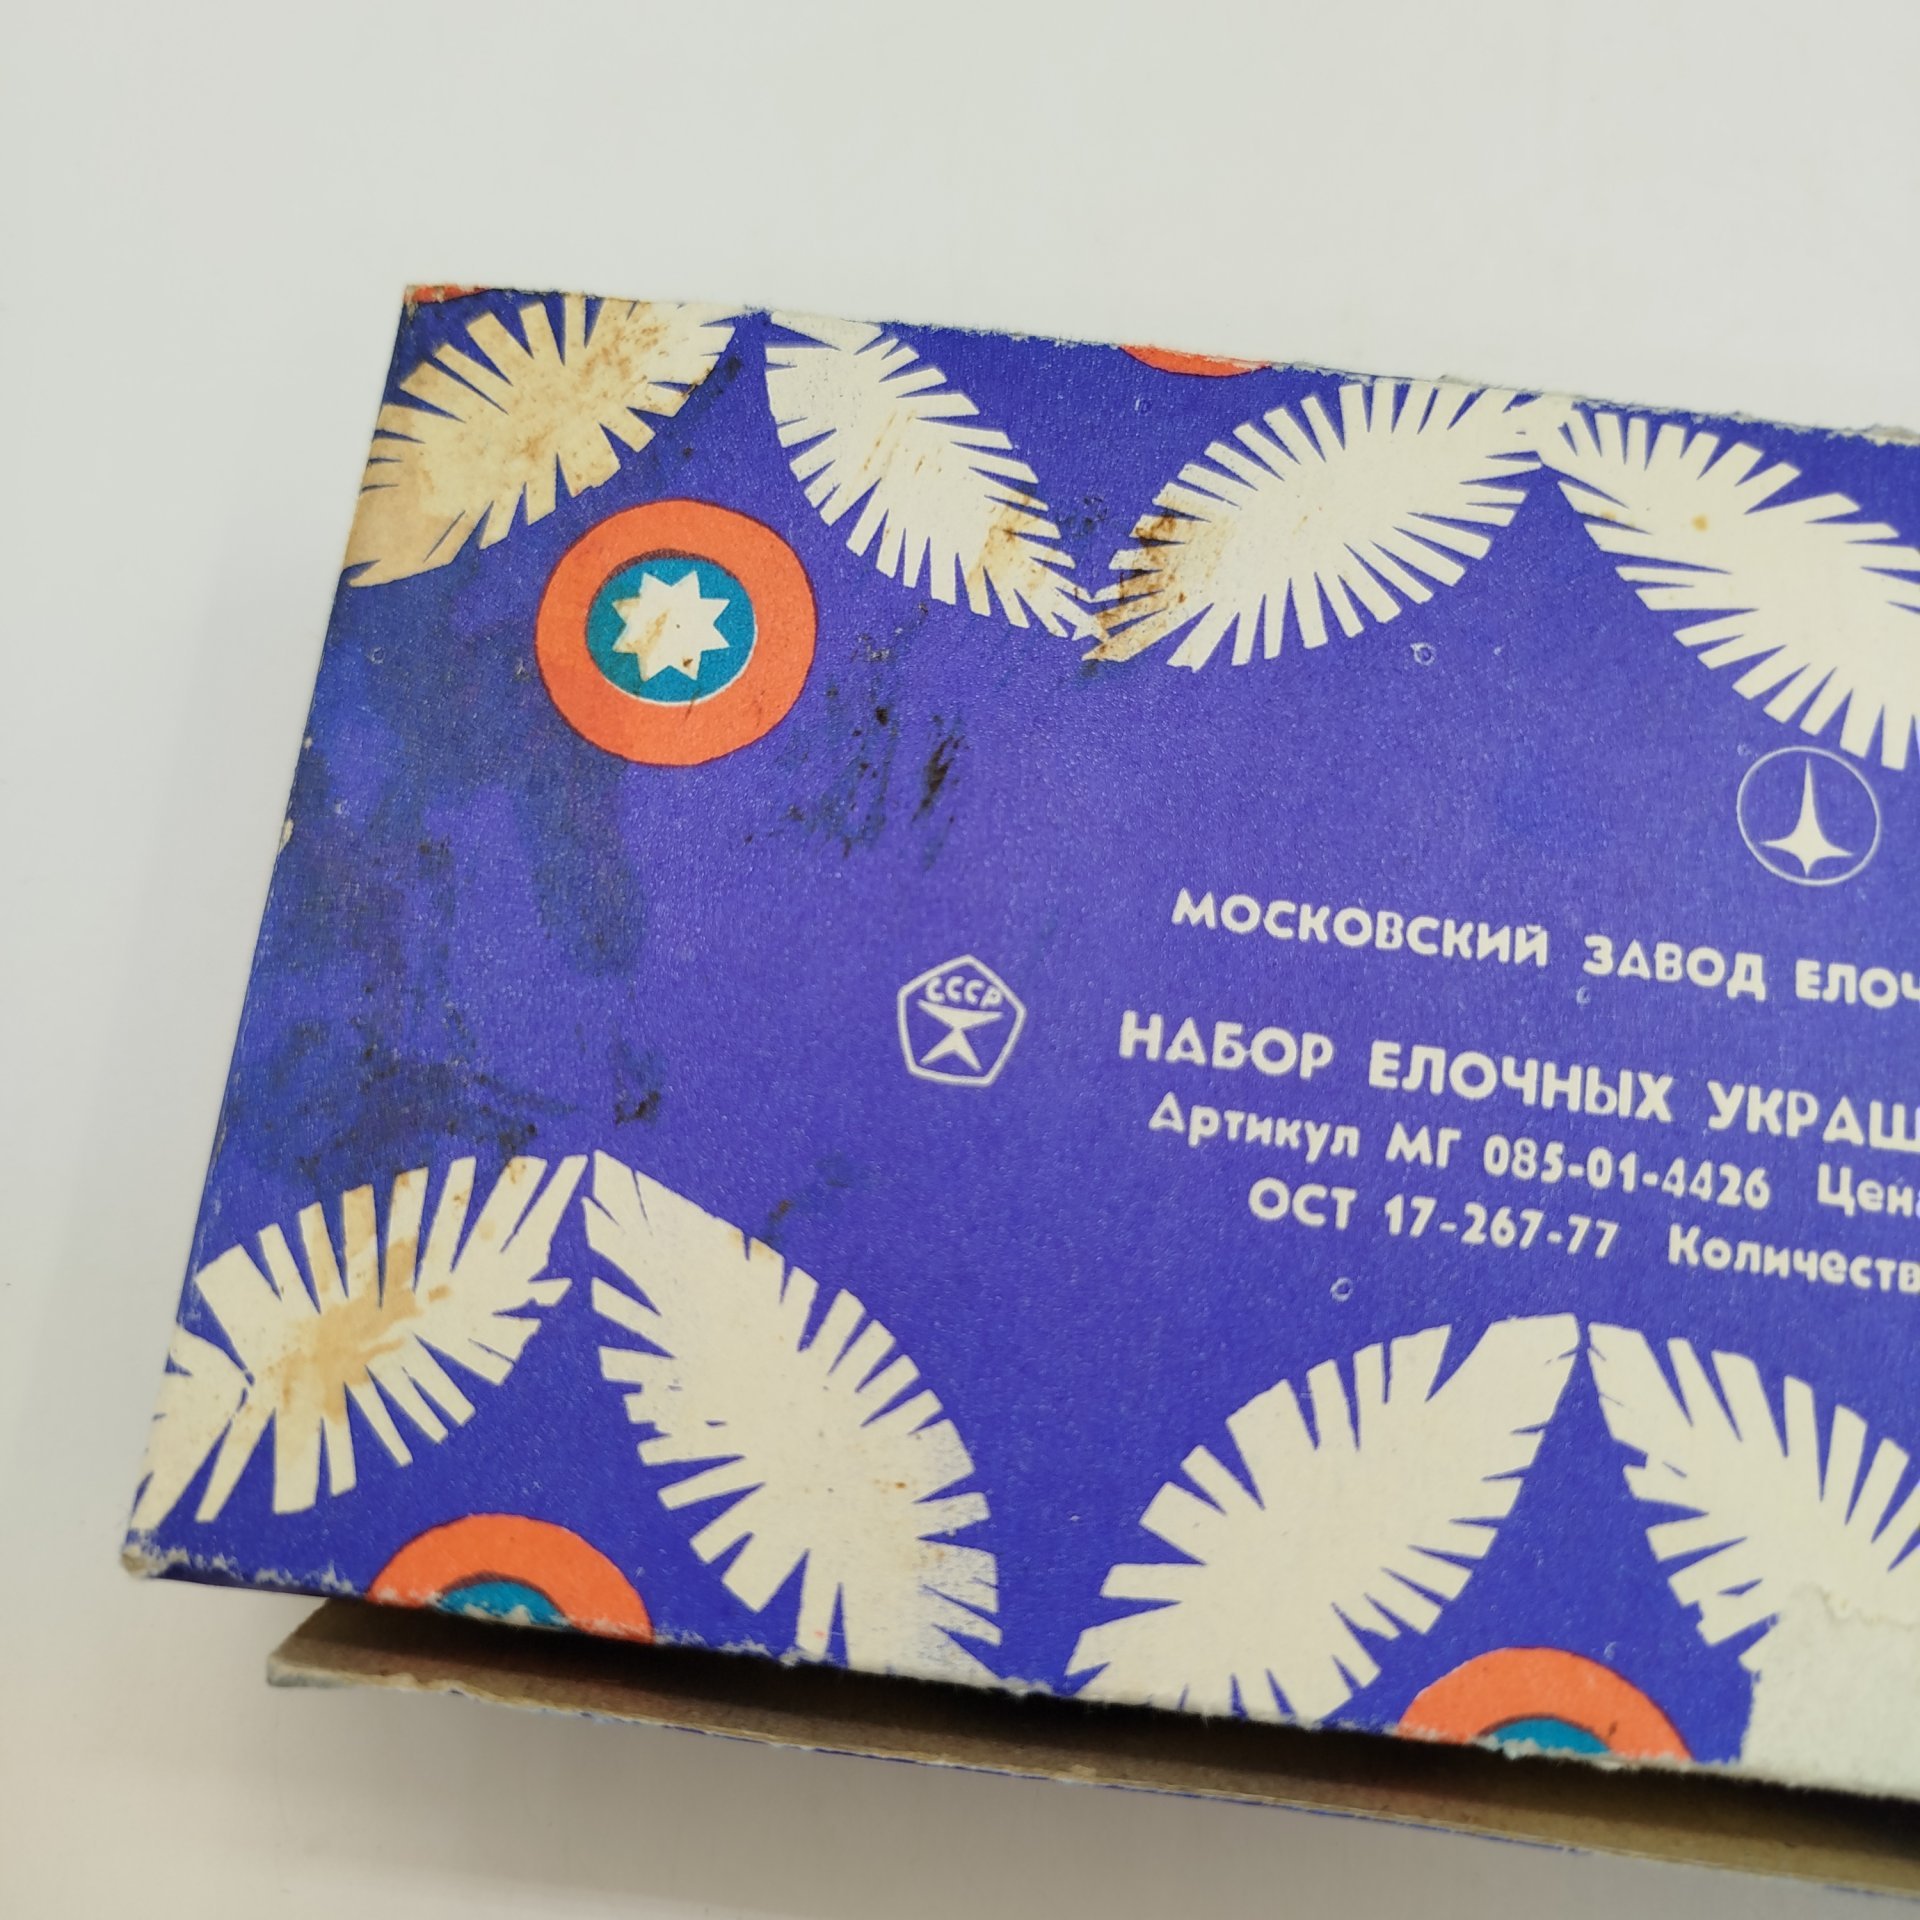 МОСКОВСКИЙ ЗАВОД ЕЛОЧ
СССР
НАБОР ЕЛОЧНЫХ УКРАШ
Артикул МГ 085-01-4426 Цена
ОСТ 17-267-77 Количеств